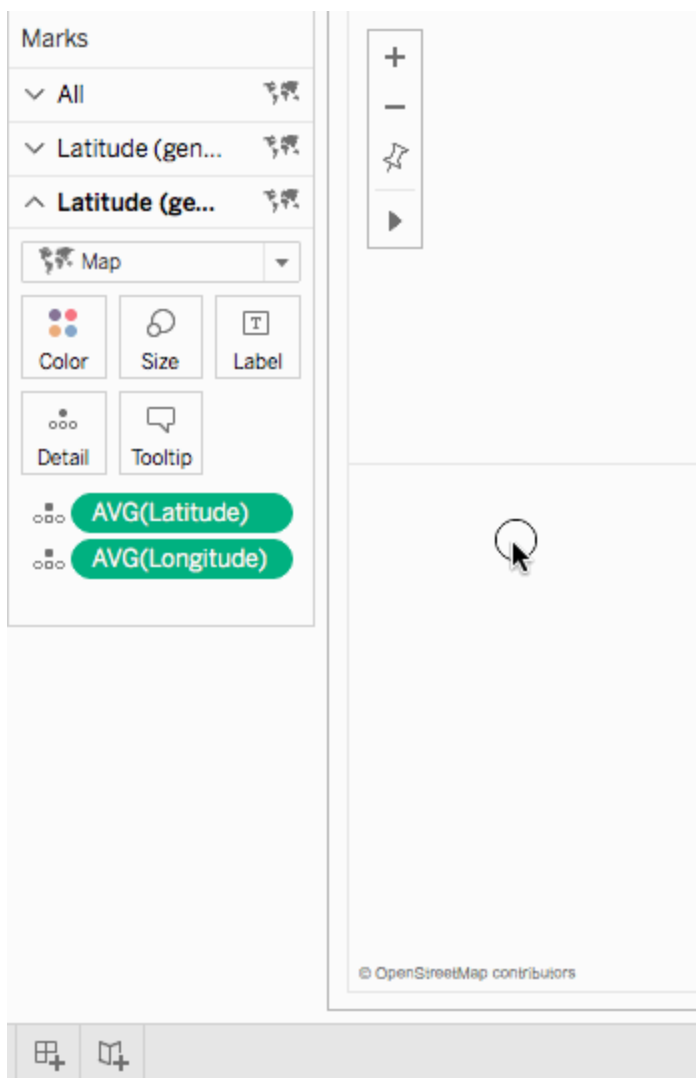 Marks
All
Latitude (gen...
Latitude (ge...
Map
Color Size Label
Detail Tooltip
AVG(Latitude)
AVG(Longitude)
© OpenStreetMap contributors